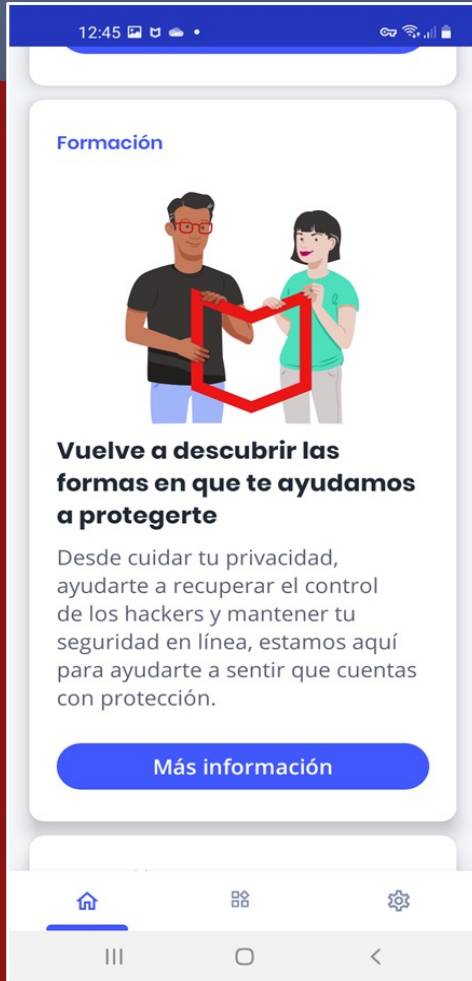 12:45
Formación
Vuelve a descubrir las
formas en que te ayudamos
a protegerte
Desde cuidar tu privacidad,
ayudarte a recuperar el control
de los hackers y mantener tu
seguridad en línea, estamos aquí
para ayudarte a sentir que cuentas
con protección.
Más información